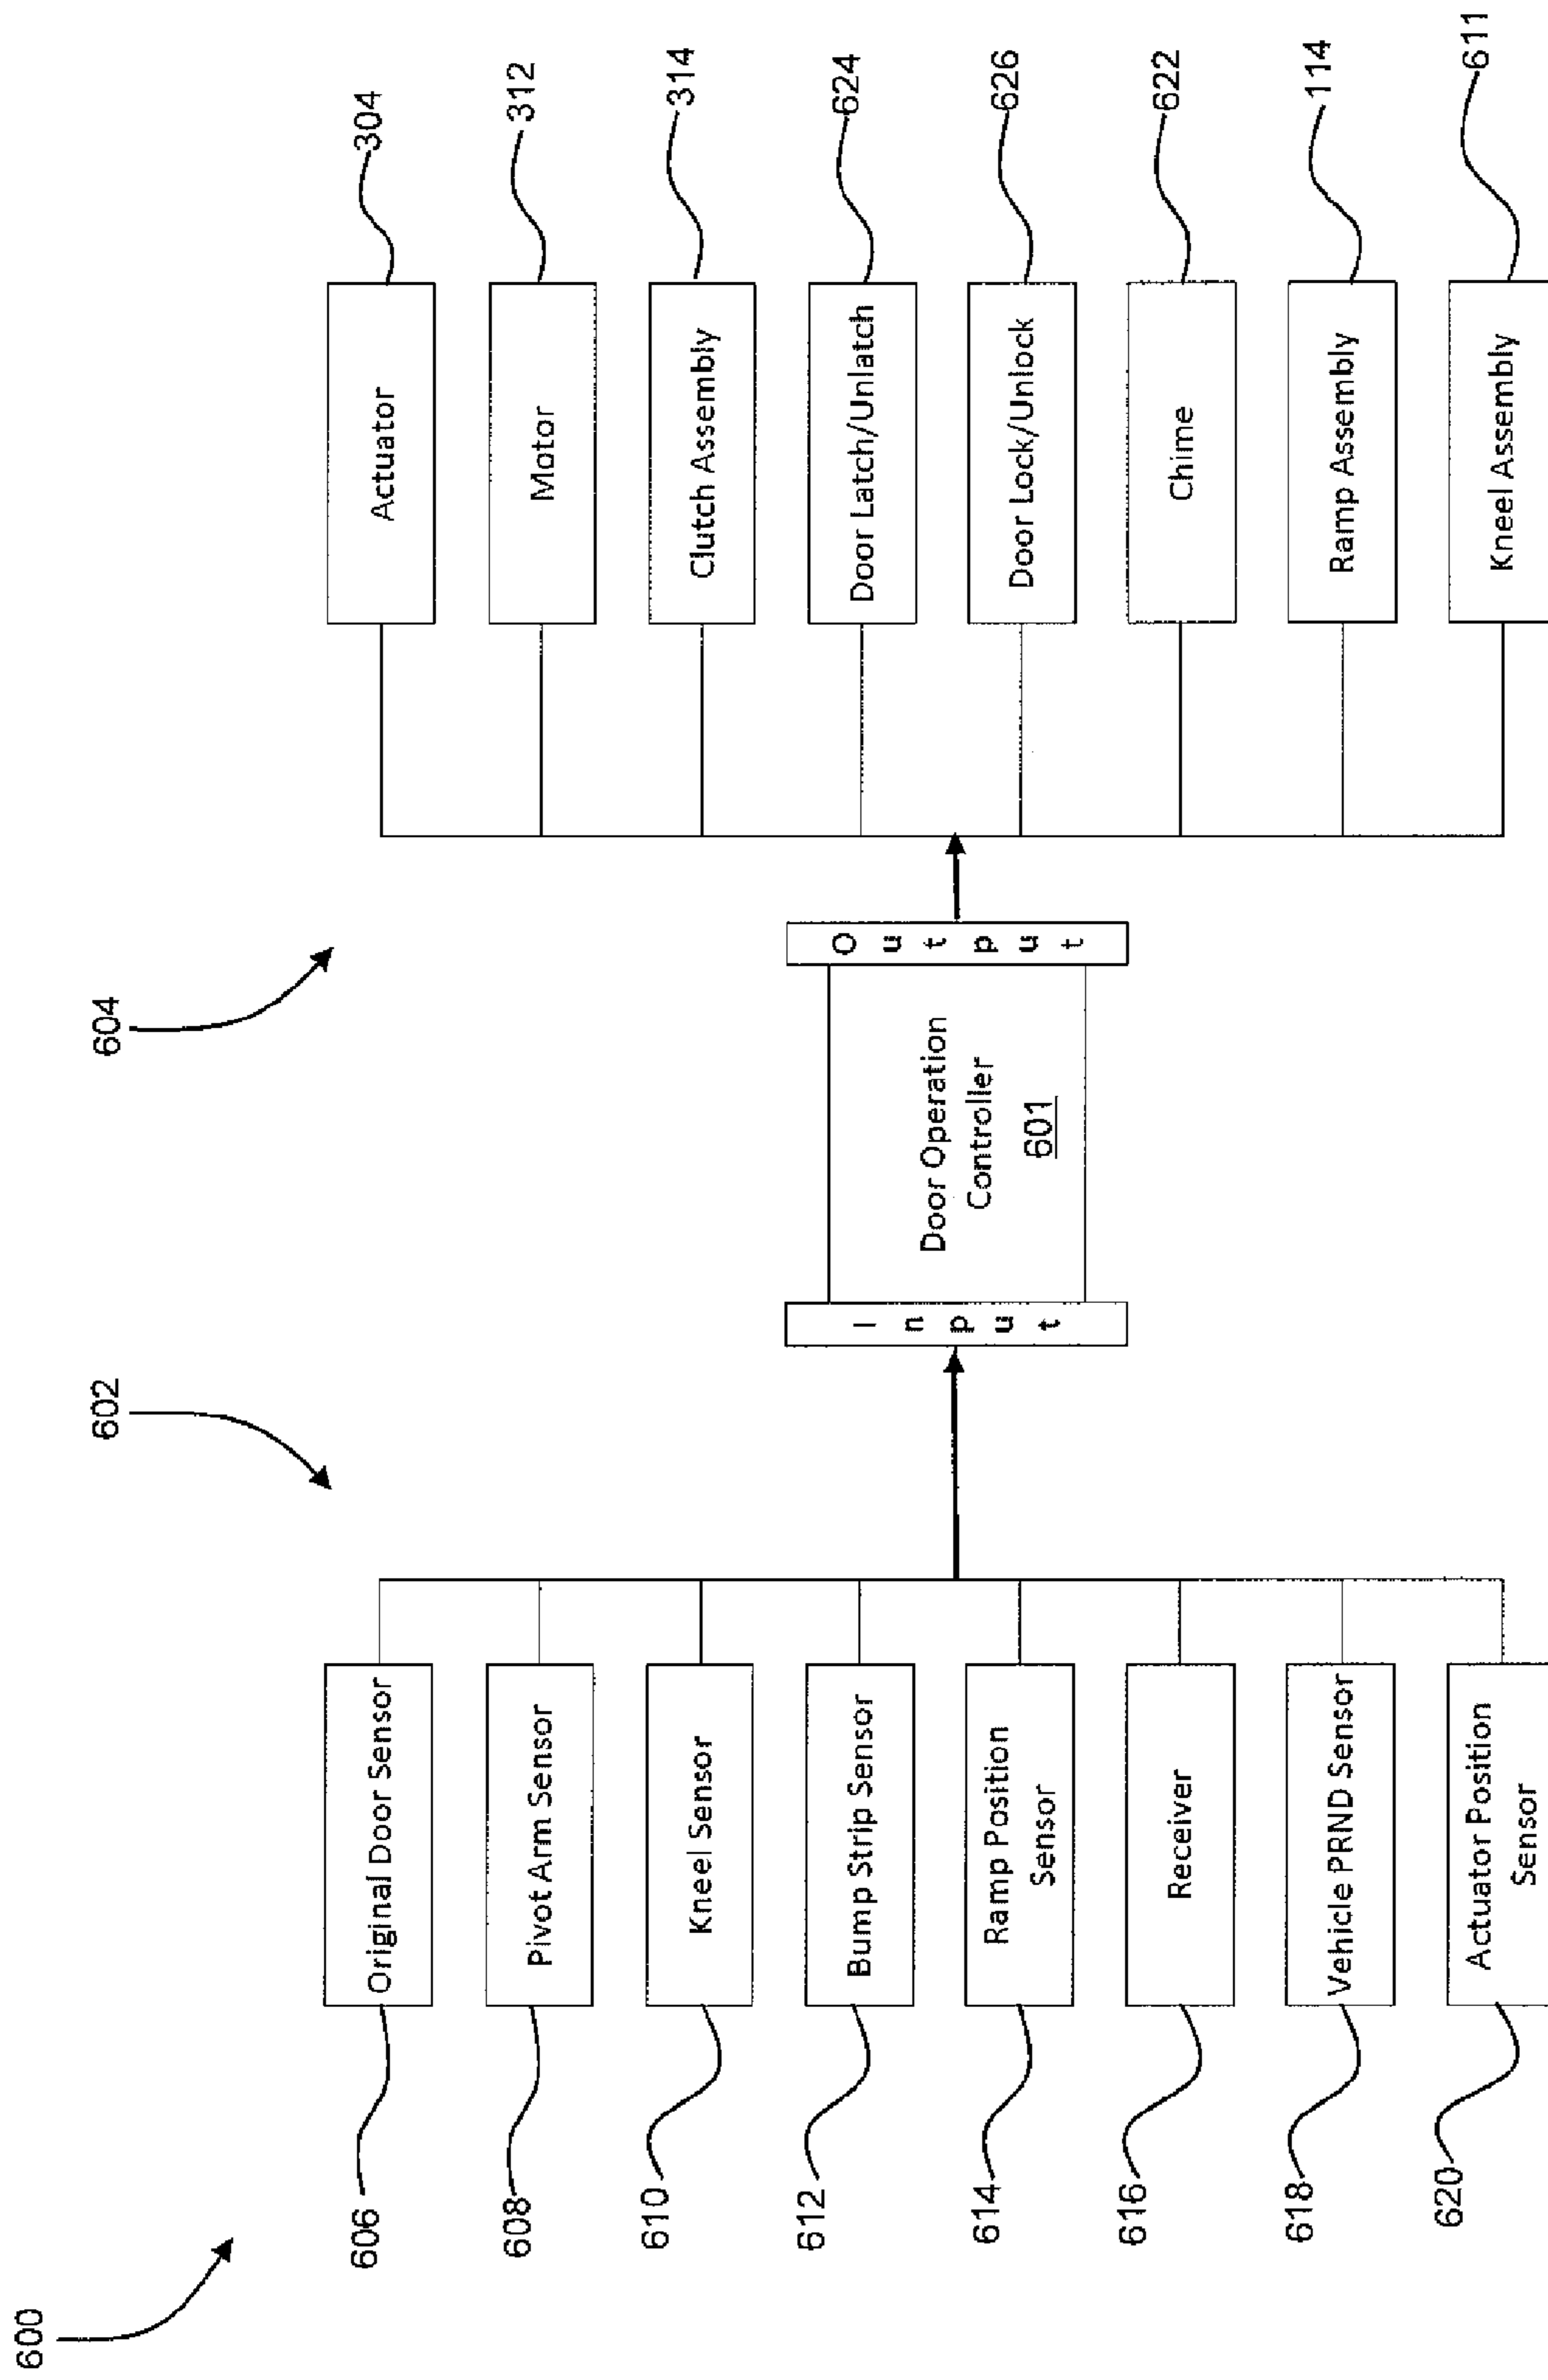 600
602
604
606
Original Door Sensor
608
Pivot Arm Sensor
610
Kneel Sensor
612
Bump Strip Sensor
614
Ramp Position
Sensor
616
Receiver
618
Vehicle PRND Sensor
620
Actuator Position
Sensor
Input
Door Operation
Controller
601
Output
Actuator
304
Motor
312
Clutch Assembly
314
Door Latch/Unlatch
624
Door Lock/Unlock
626
Chime
622
Ramp Assembly
114
Kneel Assembly
611